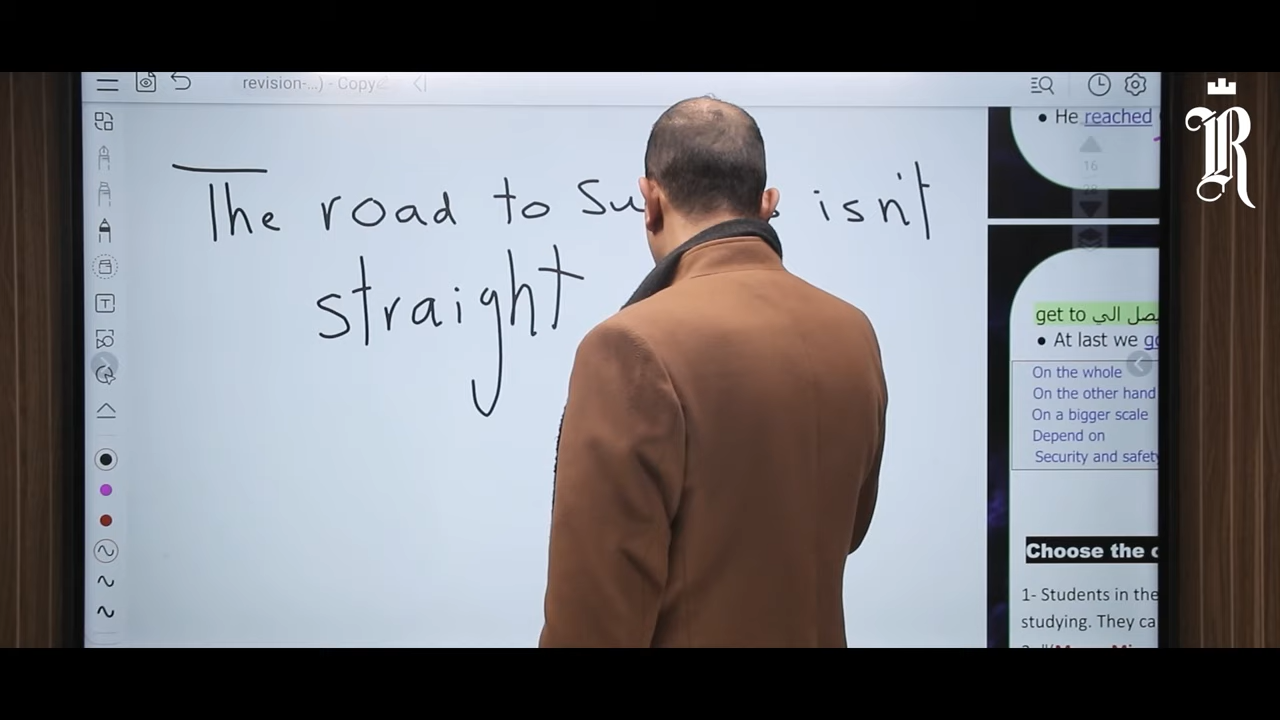 revision-...) - Copy
The road to Su isn't
straight
He reached
16
28
get to يصل الي
At last we
On the whole
On the other hand
On a bigger scale
Depend on
Security and safety
Choose the
1- Students in the
studying. They
R